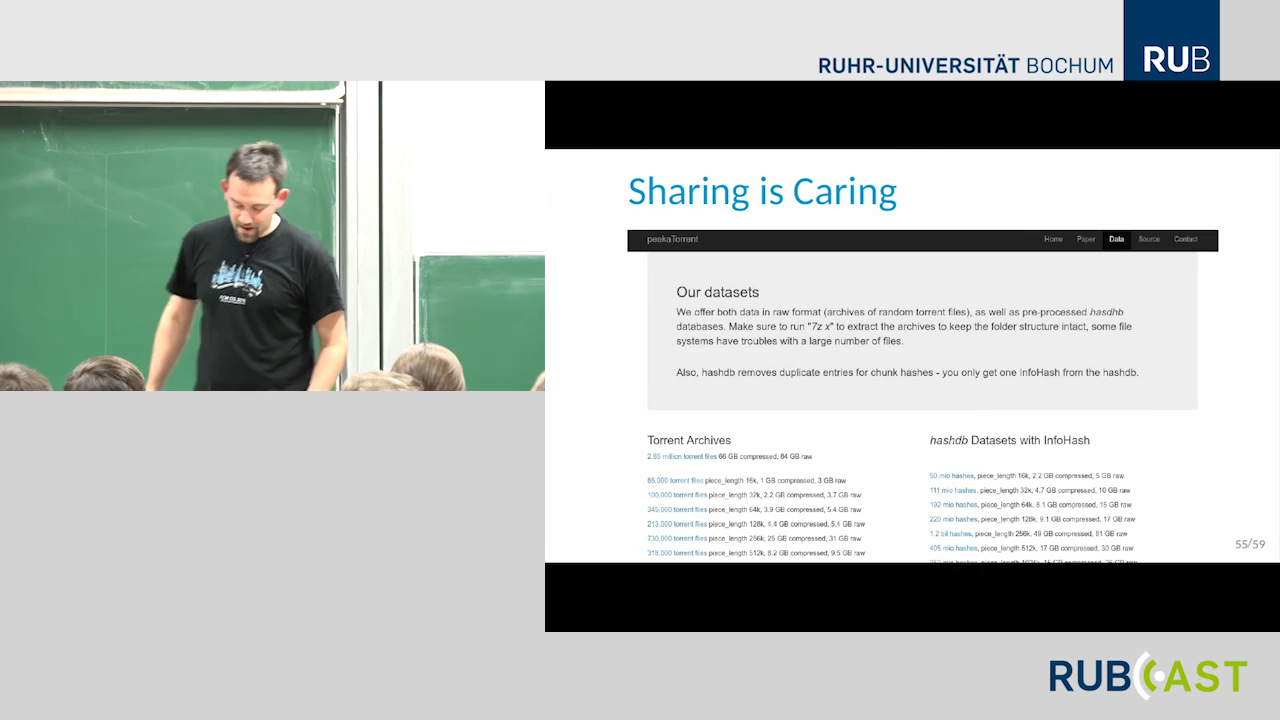 RUHR-UNIVERSITÄT BOCHUM
RUB
Sharing is Caring
peekaTorrent
Home Paper Data Source Contact
Our datasets
We offer both data in raw format (archives of random torrent files), as well as pre-processed hasdhb
databases. Make sure to run "7z x" to extract the archives to keep the folder structure intact, some file
systems have troubles with a large number of files.
Also, hashdb removes duplicate entries for chunk hashes - you only get one InfoHash from the hashdb.
Torrent Archives
2.65 million torrent files 66 GB compressed, 84 GB raw
85,000 torrent files piece_length 16k, 1 GB compressed, 3 GB raw
100,000 torrent files piece_length 32k, 2.2 GB compressed, 3.7 GB raw
345,000 torrent files piece_length 64k, 3.9 GB compressed, 5.4 GB raw
213,000 torrent files piece_length 128k, 4.4 GB compressed, 5.4 GB raw
730,000 torrent files piece_length 256k, 25 GB compressed, 31 GB raw
318,000 torrent files piece_length 512k, 8.2 GB compressed, 9.5 GB raw
hashdb Datasets with InfoHash
50 mio hashes, piece_length 16k, 2.2 GB compressed, 5 GB raw
111 mio hashes, piece_length 32k, 4.7 GB compressed, 10 GB raw
192 mio hashes, piece_length 64k, 8.1 GB compressed, 15 GB raw
220 mio hashes, piece_length 128k, 9.1 GB compressed, 17 GB raw
1.2 bil hashes, piece_length 256k, 49 GB compressed, 81 GB raw
405 mio hashes, piece_length 512k, 17 GB compressed, 30 GB raw
55/59
RUBCAST